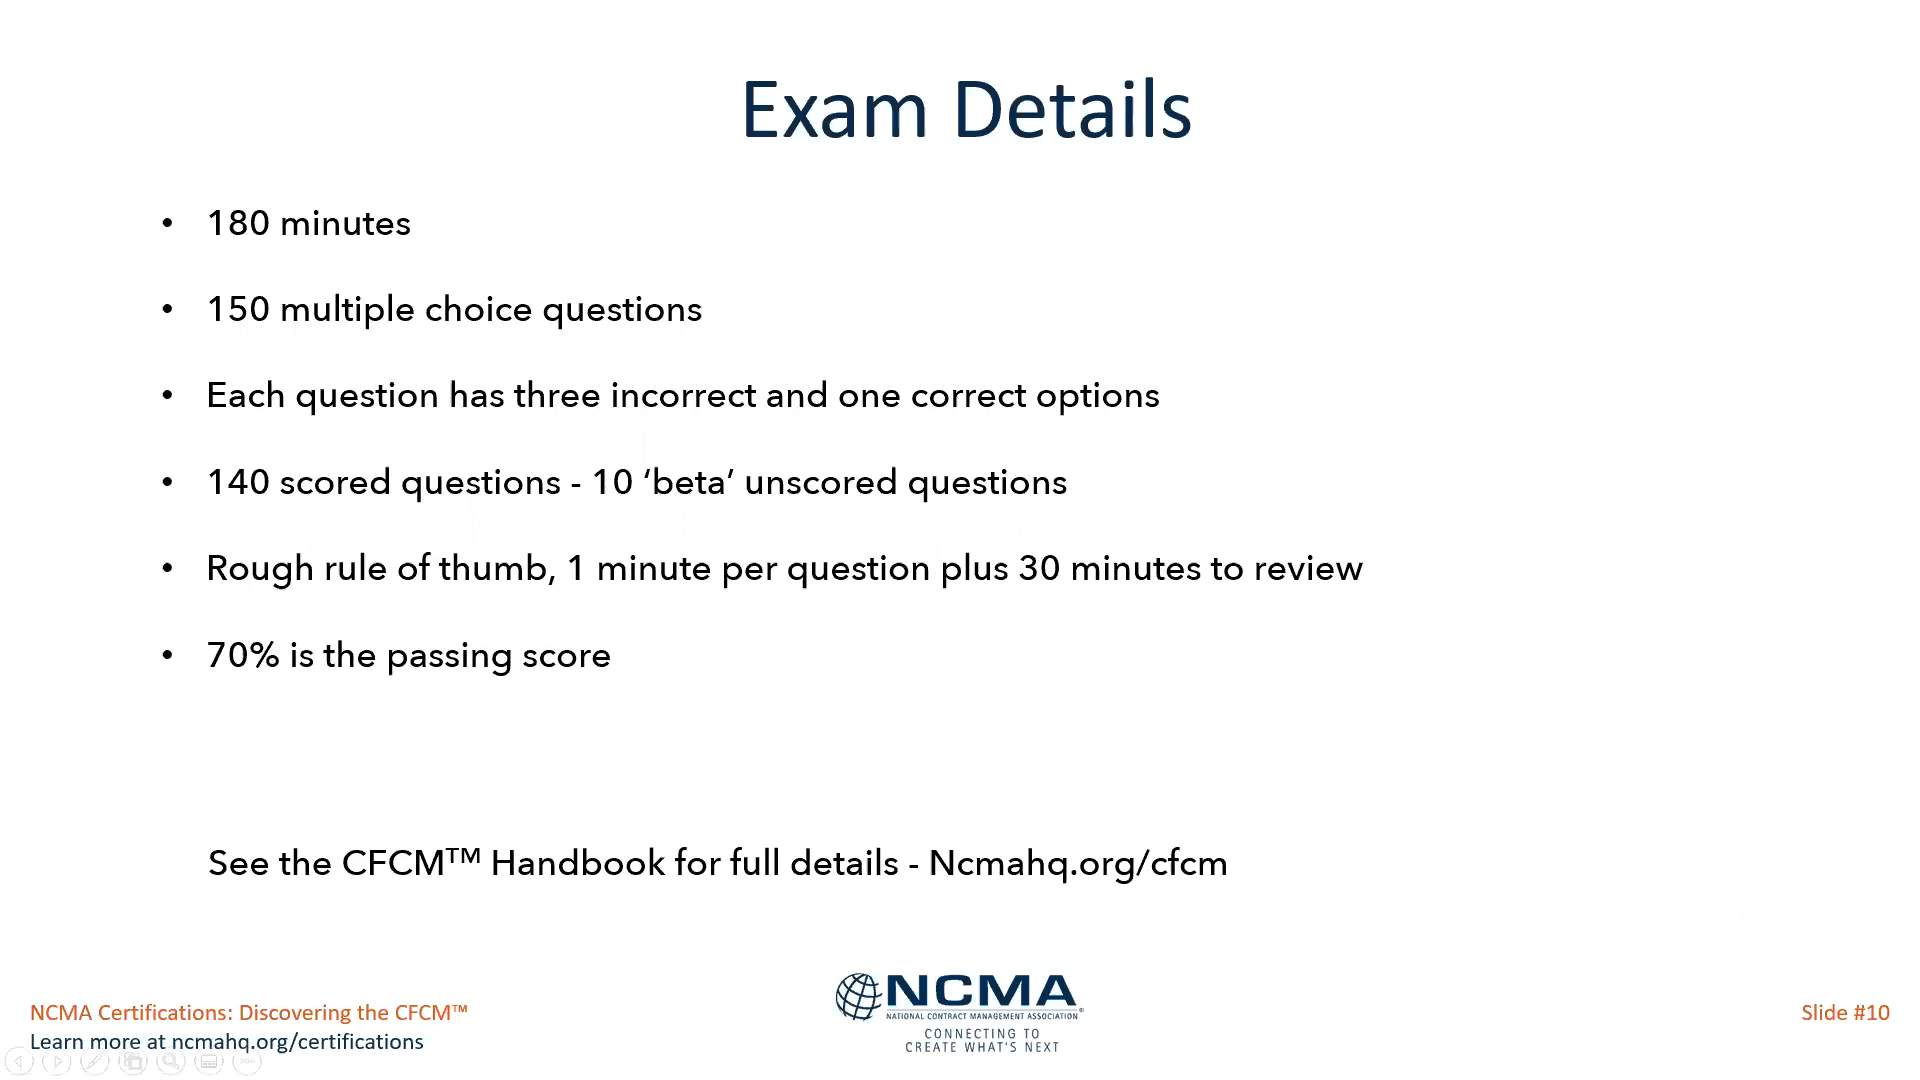 Exam Details
• 180 minutes
• 150 multiple choice questions
• Each question has three incorrect and one correct options
• 140 scored questions - 10 ‘beta’ unscored questions
• Rough rule of thumb, 1 minute per question plus 30 minutes to review
• 70% is the passing score
See the CFCM™ Handbook for full details - Ncmahq.org/cfcm
NCMA Certifications: Discovering the CFCM™
Learn more at ncmahq.org/certifications
NCMA
NATIONAL CONTRACT MANAGEMENT ASSOCIATION®
CONNECTING TO
CREATE WHAT'S NEXT
Slide #10